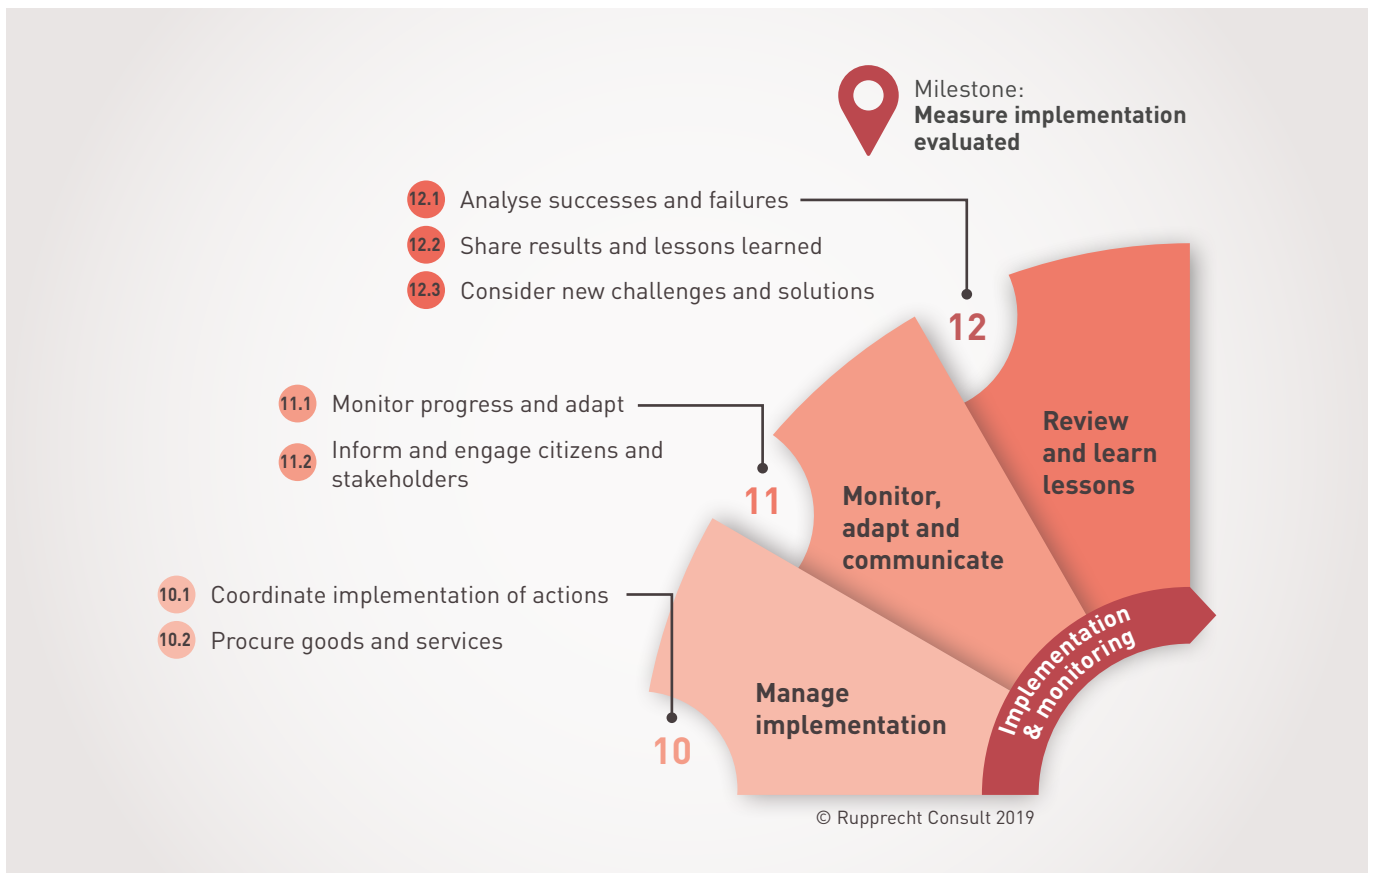 Milestone:
Measure implementation
evaluated
12.1 Analyse successes and failures
12.2 Share results and lessons learned
12.3 Consider new challenges and solutions
12
Review
and learn
lessons
11.1 Monitor progress and adapt
11.2 Inform and engage citizens and
stakeholders
11
Monitor,
adapt and
communicate
10.1 Coordinate implementation of actions
10.2 Procure goods and services
10
Manage
implementation
Implementation
& monitoring
© Rupprecht Consult 2019